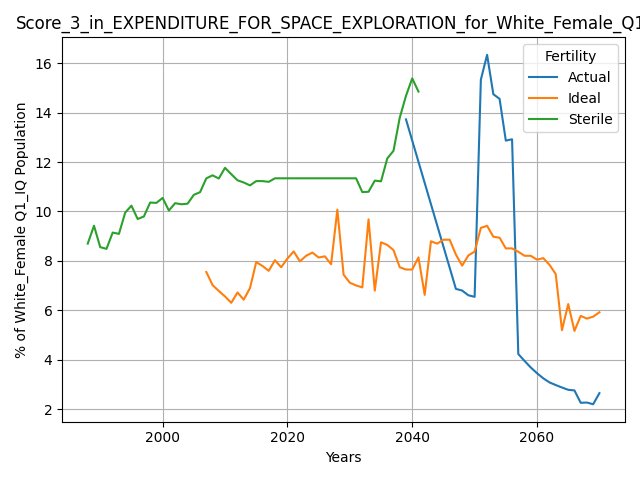 Score_3_in_EXPENDITURE_FOR_SPACE_EXPLORATION_for_White_Female_Q1
Fertility
Actual
Ideal
Sterile
% of White_Female Q1_IQ Population
16
14
12
10
8
6
4
2
2000 2020 2040 2060
Years